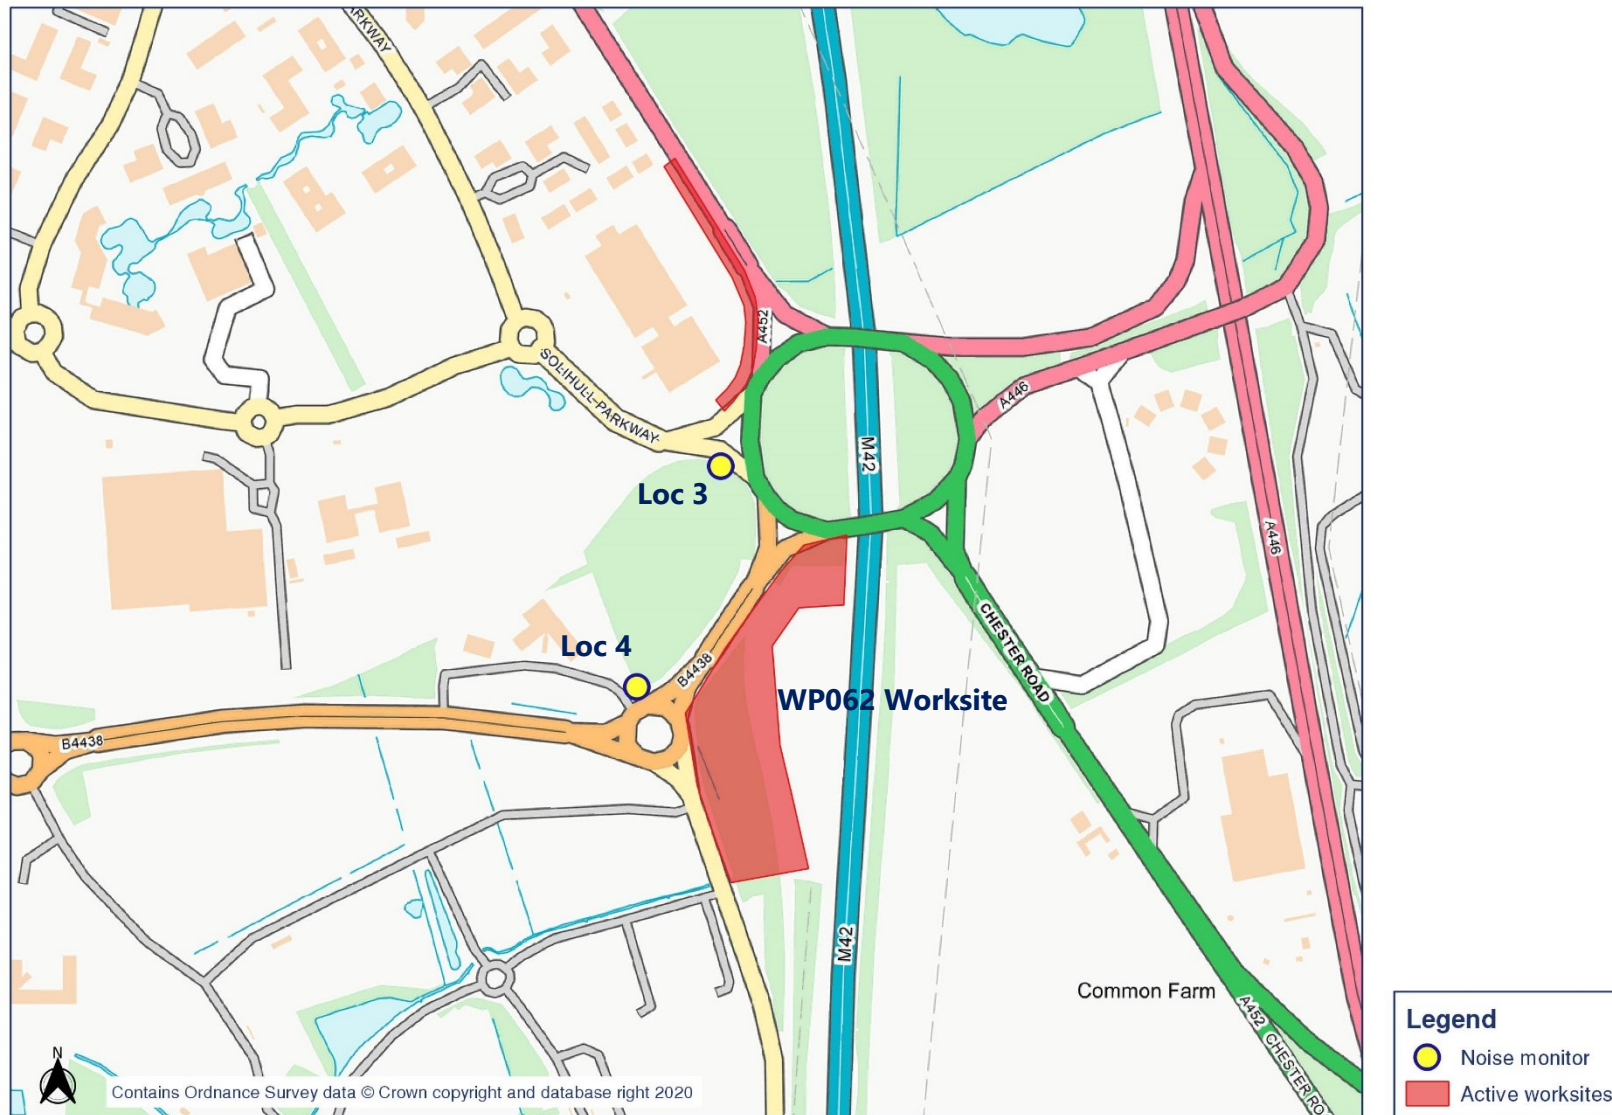 PARKWAY
A452
SOLIHULL PARKWAY
A446
M42
Loc 3
A446
CHESTER ROAD
Loc 4
B4438
WP062 Worksite
B4438
M42
Common Farm
A452 CHESTER RO
N
Contains Ordnance Survey data © Crown copyright and database right 2020
Legend
Noise monitor
Active worksites